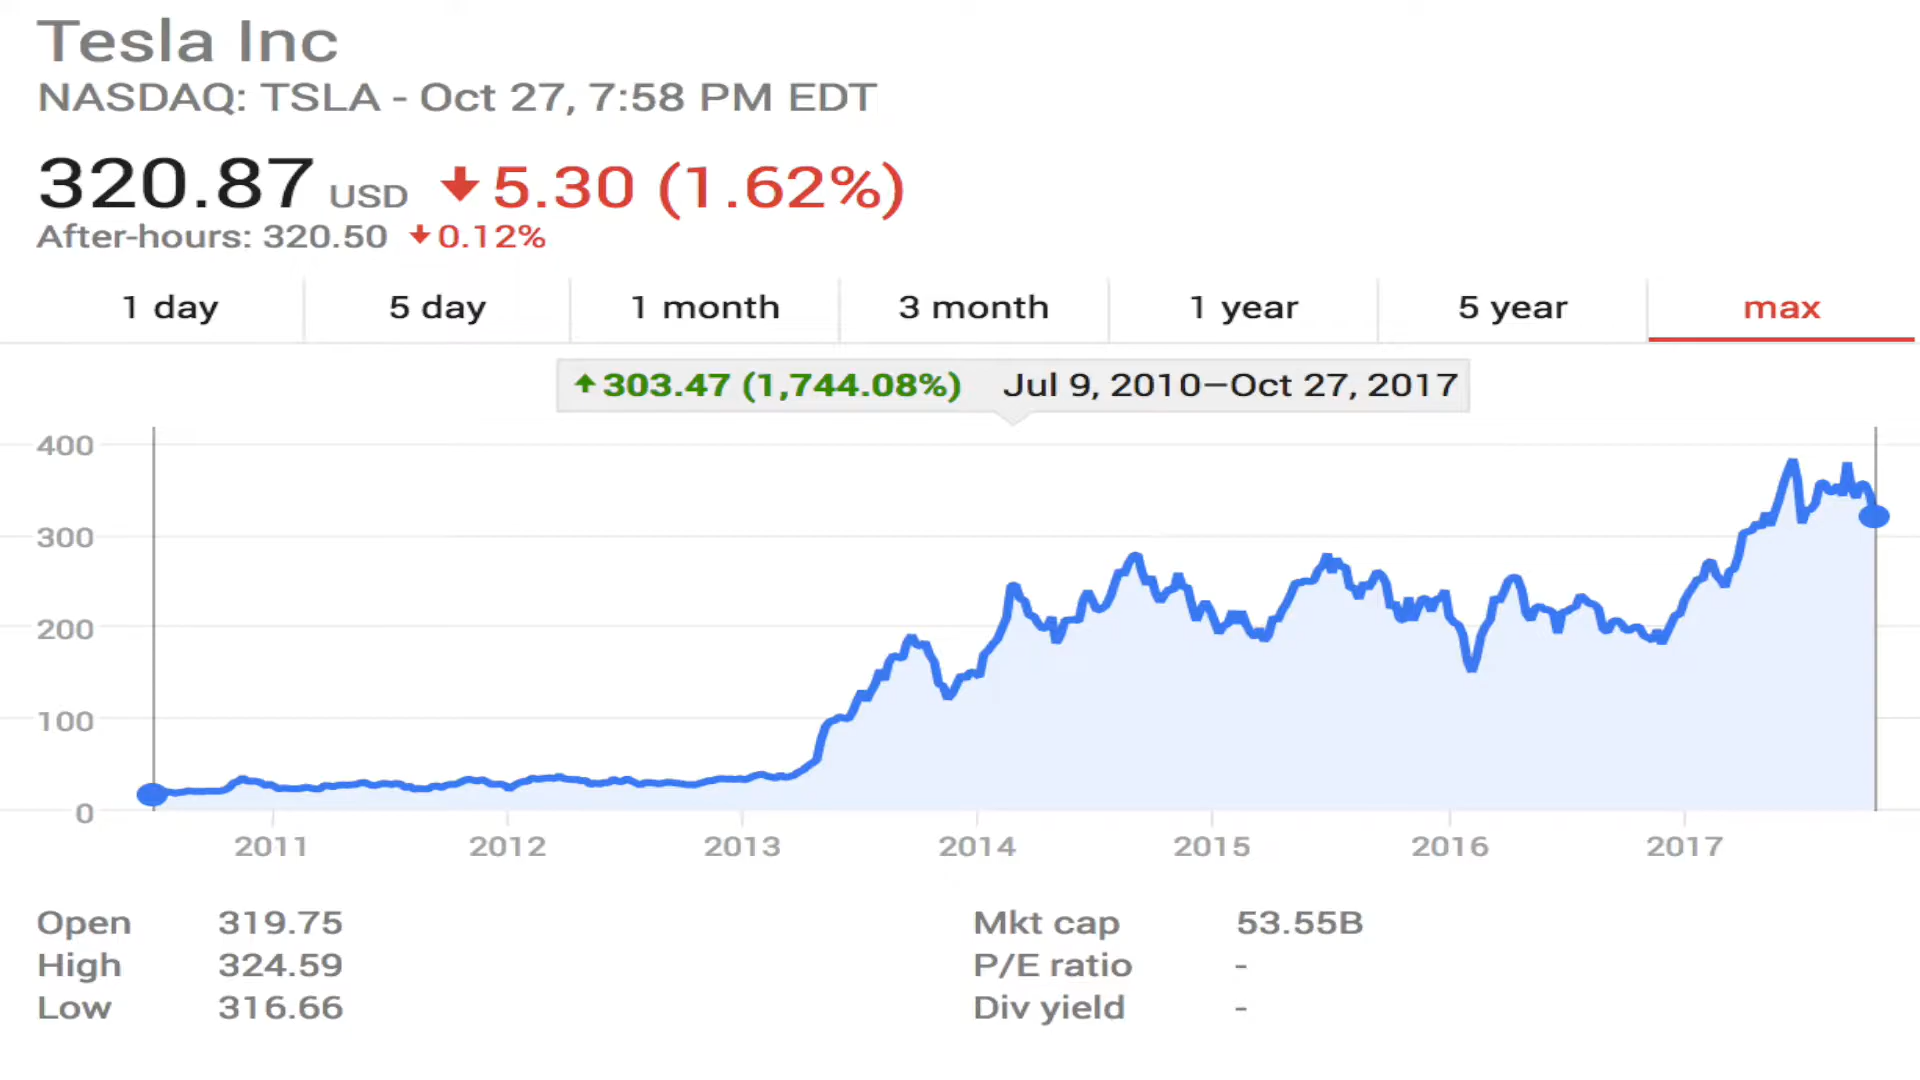 Tesla Inc
NASDAQ: TSLA - Oct 27, 7:58 PM EDT
320.87 USD 5.30 (1.62%)
After-hours: 320.50 0.12%
1 day 5 day 1 month 3 month 1 year 5 year max
303.47 (1,744.08%) Jul 9, 2010–Oct 27, 2017
400
300
200
100
0
2011 2012 2013 2014 2015 2016 2017
Open 319.75 Mkt cap 53.55B
High 324.59 P/E ratio -
Low 316.66 Div yield -